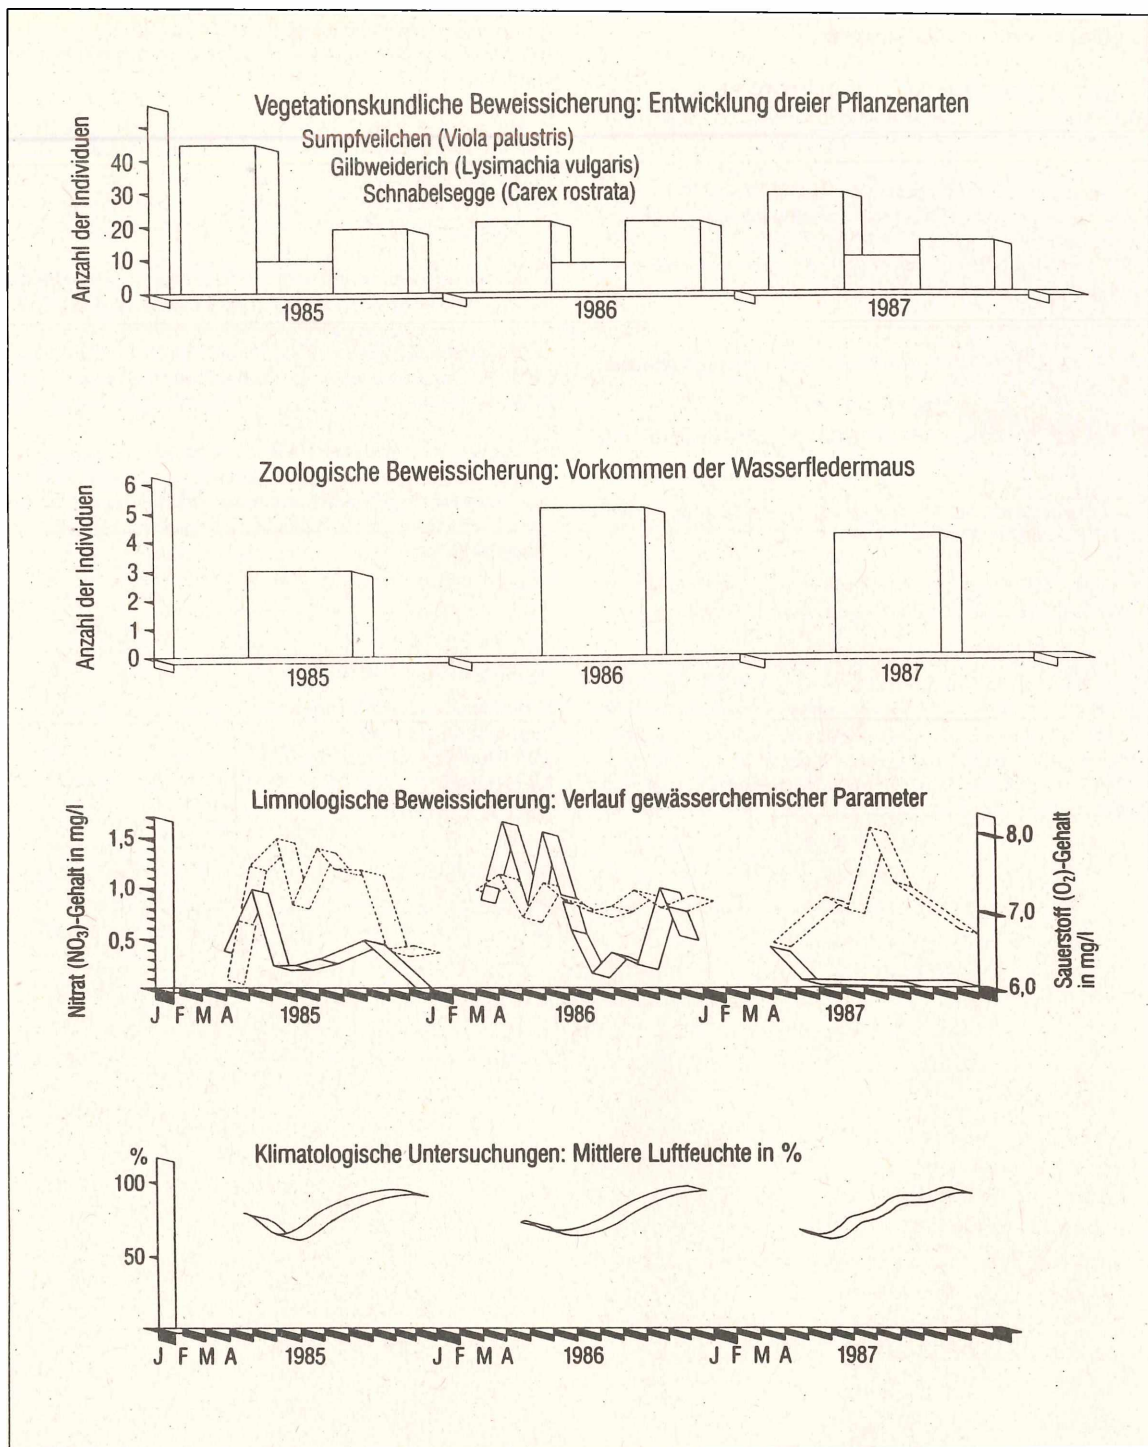 Vegetationskundliche Beweissicherung: Entwicklung dreier Pflanzenarten
Sumpfveilchen (Viola palustris)
Gilbweiderich (Lysimachia vulgaris)
Schnabelsegge (Carex rostrata)
Anzahl der Individuen
40
30
20
10
0
1985
1986
1987
Zoologische Beweissicherung: Vorkommen der Wasserfledermaus
Anzahl der Individuen
6
5
4
3
2
1
0
1985
1986
1987
Limnologische Beweissicherung: Verlauf gewässerchemischer Parameter
Nitrat (NO₃)-Gehalt in mg/l
1,5
1,0
0,5
8,0
7,0
6,0
Sauerstoff (O₂)-Gehalt
in mg/l
J F M A 1985 J F M A 1986 J F M A 1987
Klimatologische Untersuchungen: Mittlere Luftfeuchte in %
%
100
50
J F M A 1985 J F M A 1986 J F M A 1987